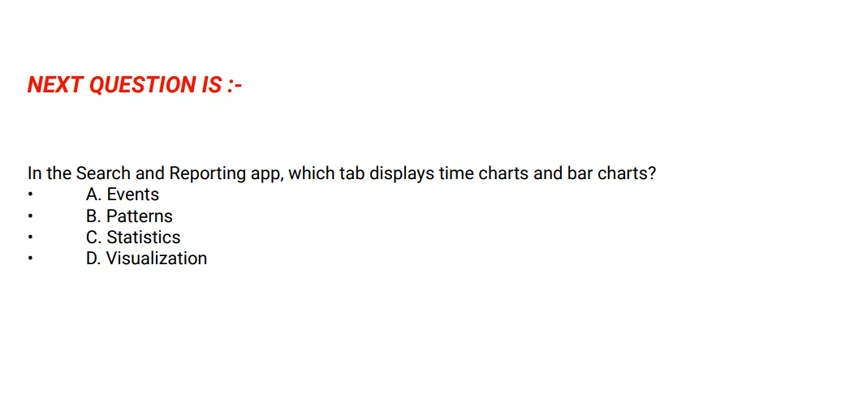 NEXT QUESTION IS :-
In the Search and Reporting app, which tab displays time charts and bar charts?
• A. Events
• B. Patterns
• C. Statistics
• D. Visualization